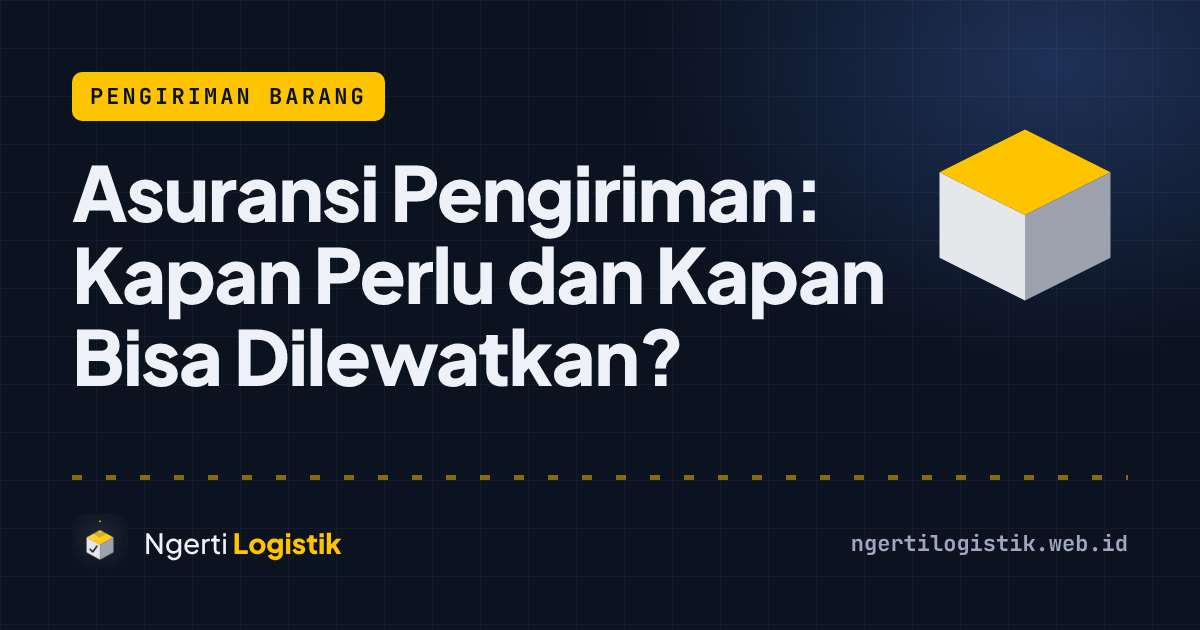 PENGIRIMAN BARANG
Asuransi Pengiriman:
Kapan Perlu dan Kapan
Bisa Dilewatkan?
Ngerti Logistik
ngertilogistik.web.id